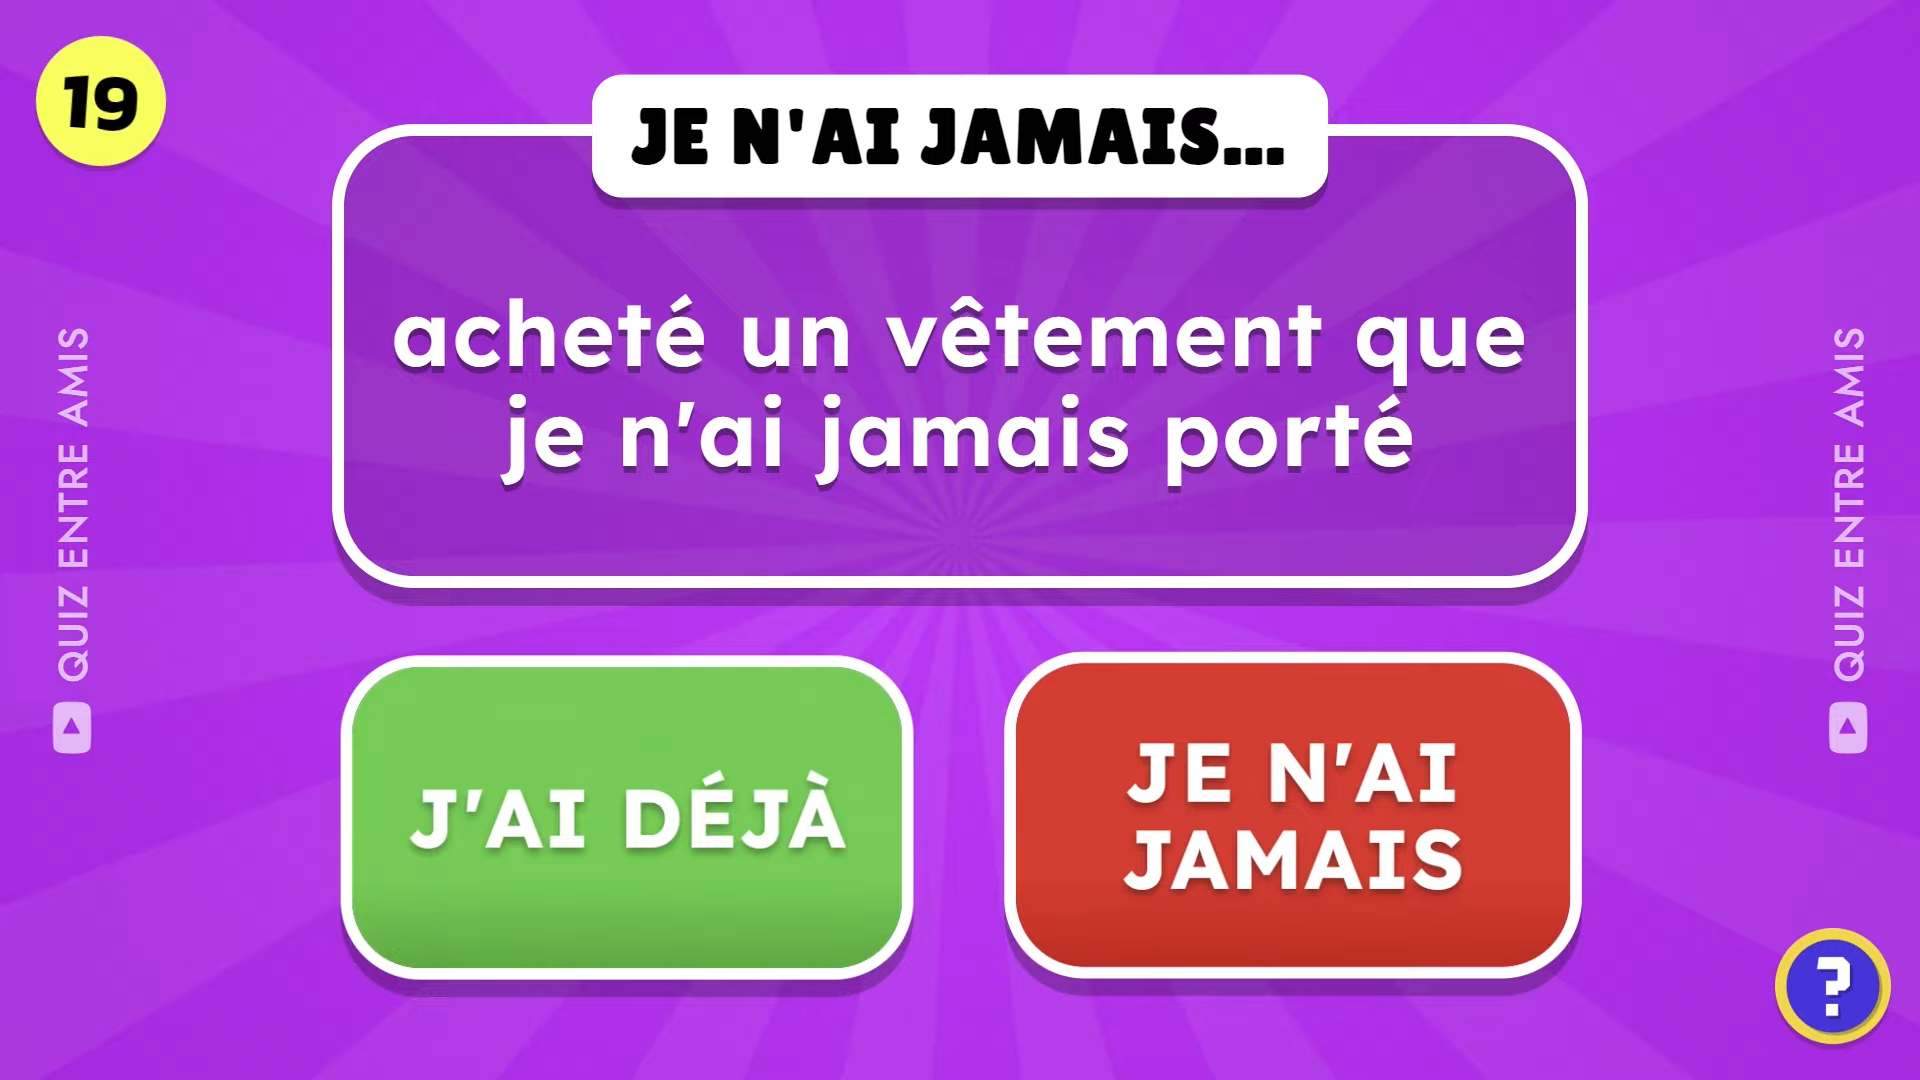 19
JE N'AI JAMAIS...
acheté un vêtement que
je n'ai jamais porté
J'AI DÉJÀ
JE N'AI
JAMAIS
QUIZ ENTRE AMIS
QUIZ ENTRE AMIS
?